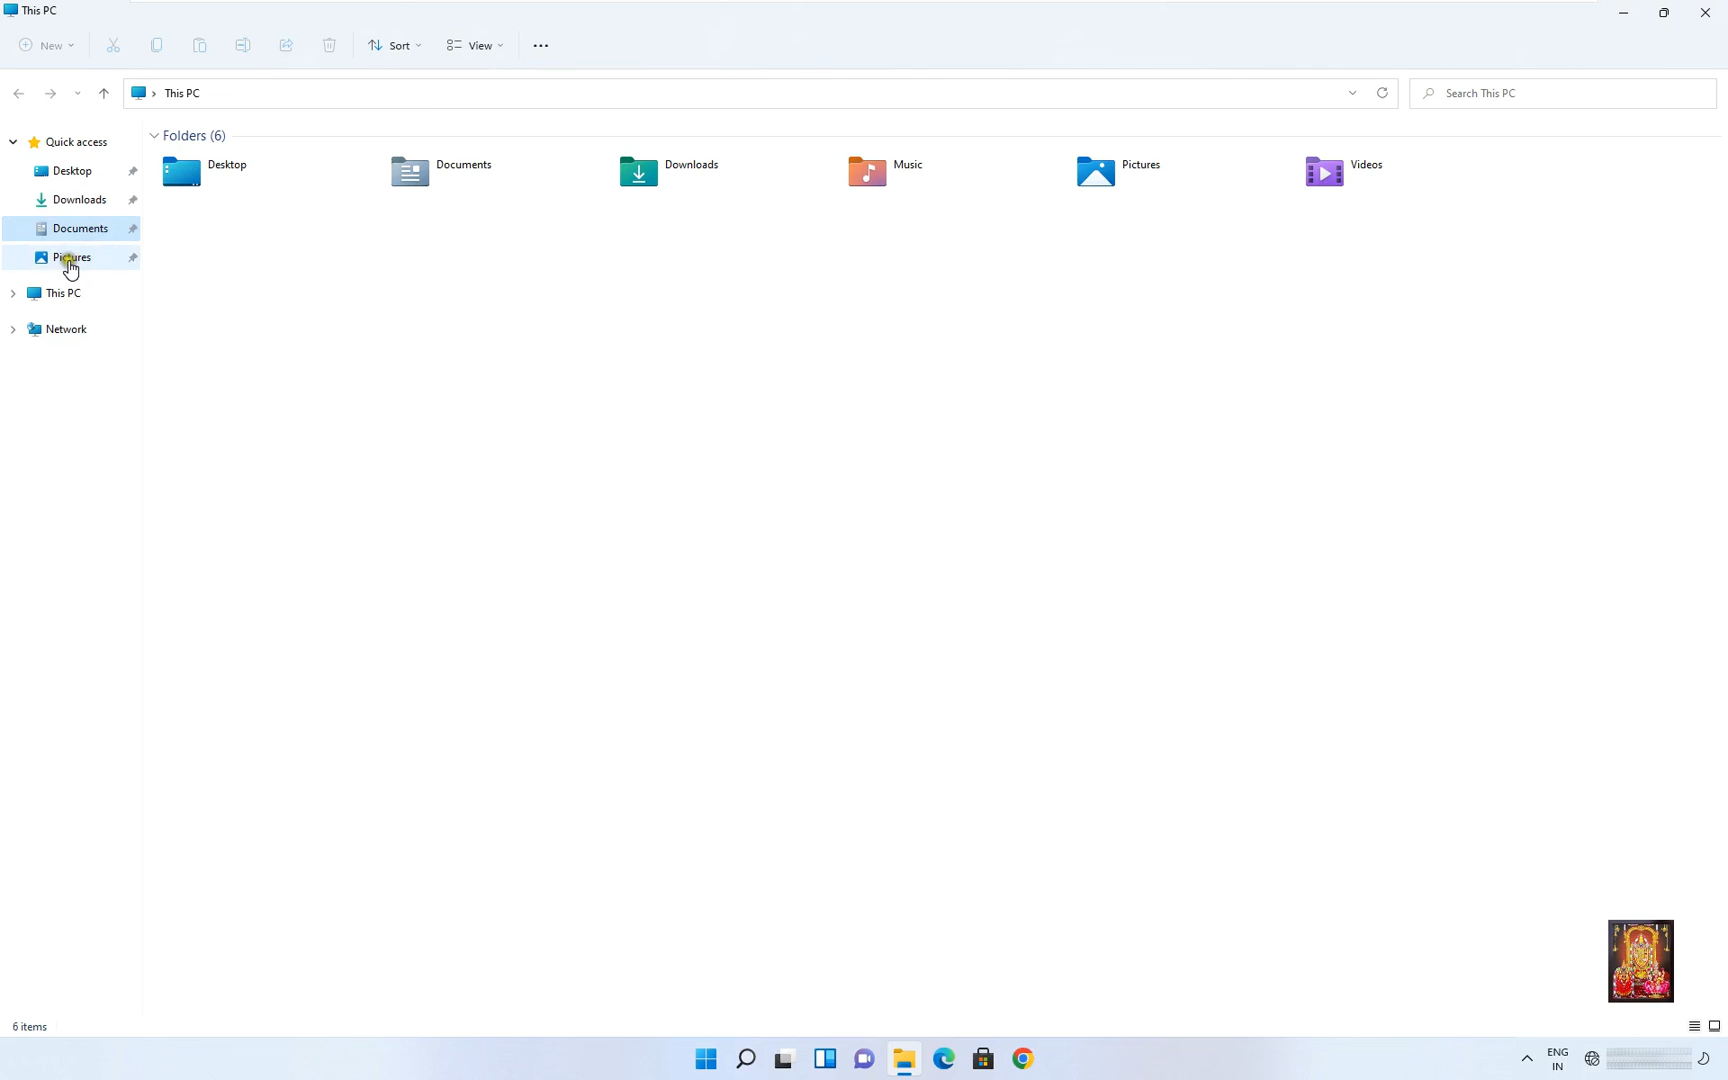 This PC
New
Sort
View
This PC
Search This PC
Quick access
Desktop
Downloads
Documents
Pictures
This PC
Network
Folders (6)
Desktop
Documents
Downloads
Music
Pictures
Videos
6 items
ENG
IN